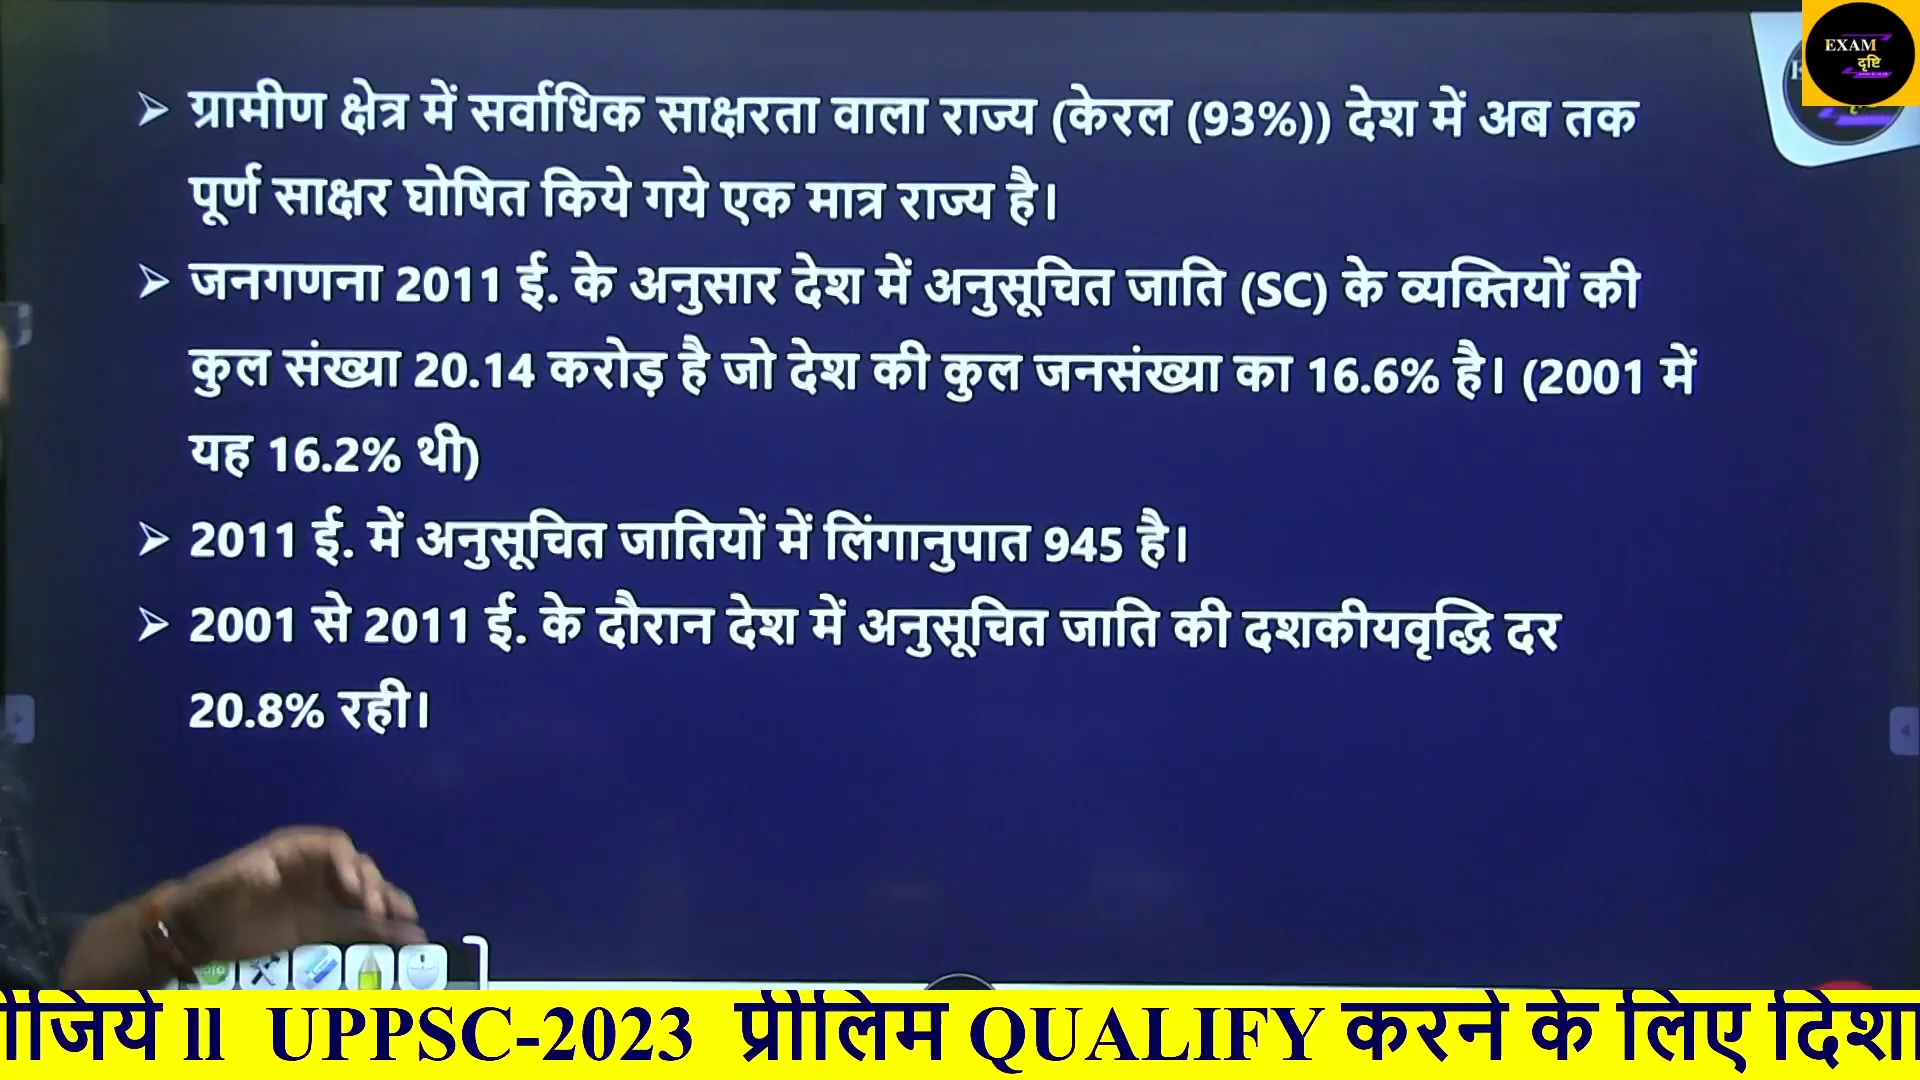 EXAM
दृष्टि
➢ ग्रामीण क्षेत्र में सर्वाधिक साक्षरता वाला राज्य (केरल (93%)) देश में अब तक
पूर्ण साक्षर घोषित किये गये एक मात्र राज्य है।
➢ जनगणना 2011 ई. के अनुसार देश में अनुसूचित जाति (SC) के व्यक्तियों की
कुल संख्या 20.14 करोड़ है जो देश की कुल जनसंख्या का 16.6% है। (2001 में
यह 16.2% थी)
➢ 2011 ई. में अनुसूचित जातियों में लिंगानुपात 945 है।
➢ 2001 से 2011 ई. के दौरान देश में अनुसूचित जाति की दशकीयवृद्धि दर
20.8% रही।
ll UPPSC-2023 प्रीलिम QUALIFY करने के लिए दिशा